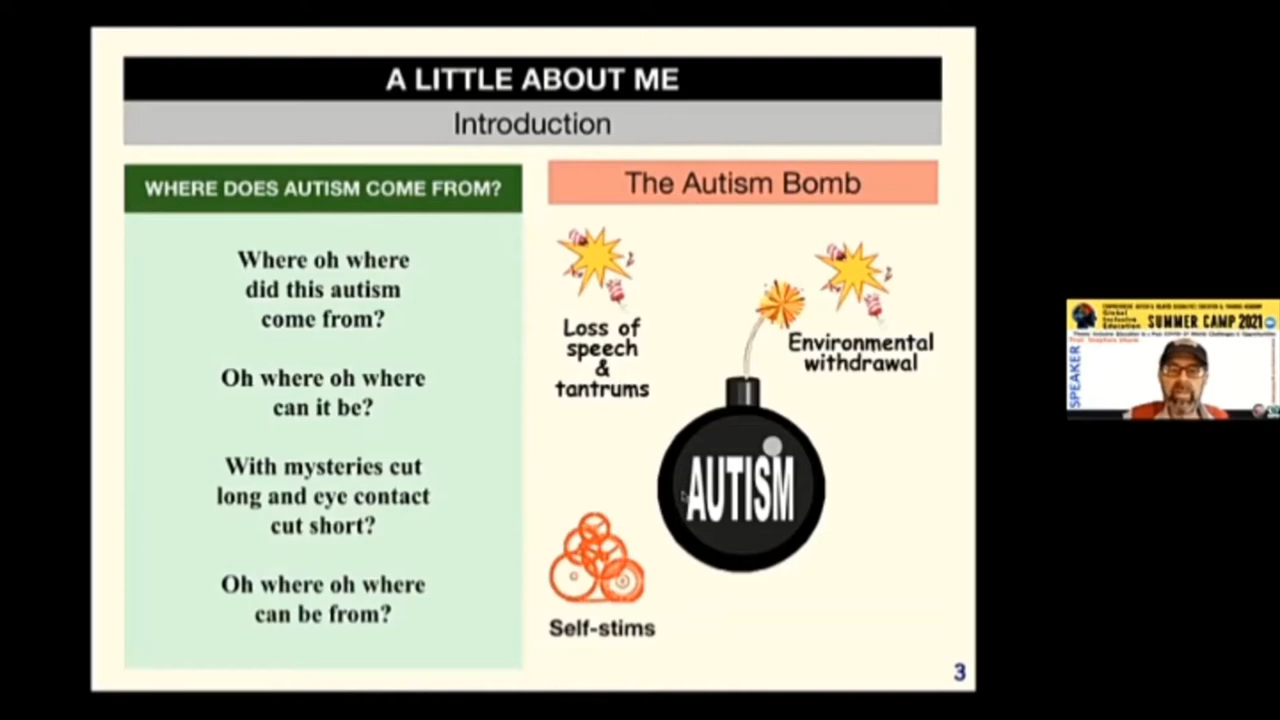 A LITTLE ABOUT ME
Introduction
WHERE DOES AUTISM COME FROM?
Where oh where
did this autism
come from?
Oh where oh where
can it be?
With mysteries cut
long and eye contact
cut short?
Oh where oh where
can be from?
The Autism Bomb
Loss of
speech
&
tantrums
Environmental
withdrawal
AUTISM
Self-stims
3
Global
Inclusive
Education
SUMMER CAMP 2021
SPEAKER